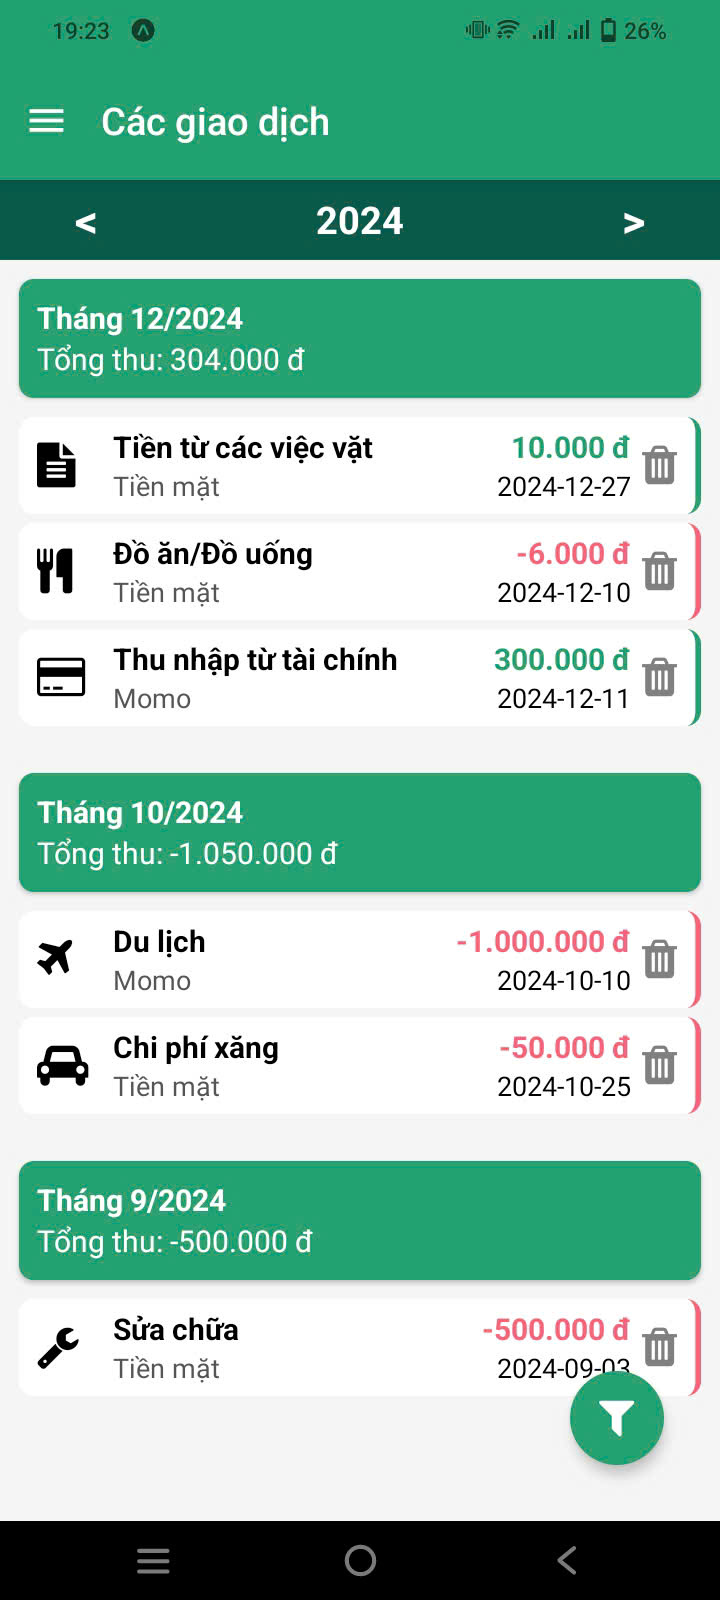 19:23 26%
Các giao dịch
< 2024 >
Tháng 12/2024
Tổng thu: 304.000 đ
Tiền từ các việc vặt 10.000 đ
Tiền mặt 2024-12-27
Đồ ăn/Đồ uống -6.000 đ
Tiền mặt 2024-12-10
Thu nhập từ tài chính 300.000 đ
Momo 2024-12-11
Tháng 10/2024
Tổng thu: -1.050.000 đ
Du lịch -1.000.000 đ
Momo 2024-10-10
Chi phí xăng -50.000 đ
Tiền mặt 2024-10-25
Tháng 9/2024
Tổng thu: -500.000 đ
Sửa chữa -500.000 đ
Tiền mặt 2024-09-03